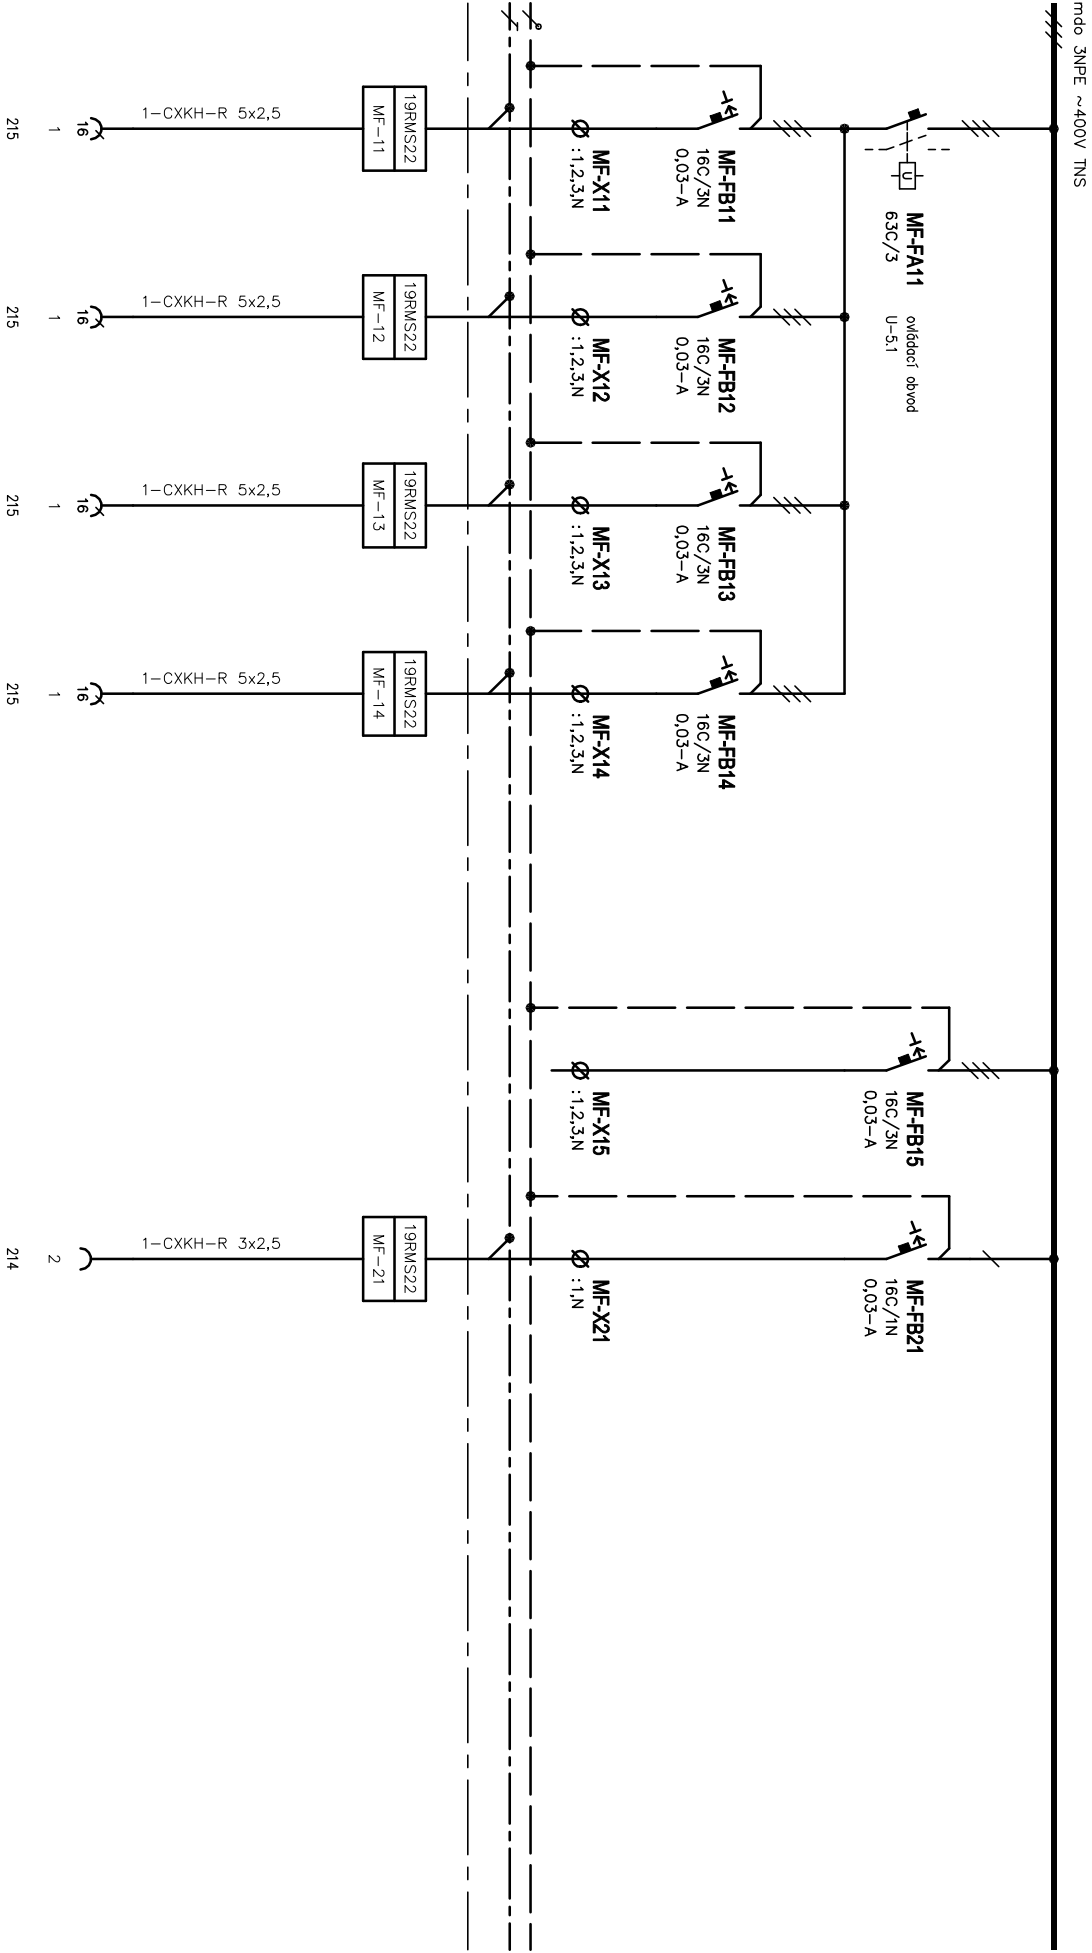 mdo 3NPE ~400V TNS
MF-FA11
63C/3
ovládací obvod
U-5.1
U
MF-FB11
16C/3N
0,03-A
MF-X11
:1,2,3,N
19RMS22
MF-11
1-CXKH-R 5x2,5
16
1
215
MF-FB12
16C/3N
0,03-A
MF-X12
:1,2,3,N
19RMS22
MF-12
1-CXKH-R 5x2,5
16
1
215
MF-FB13
16C/3N
0,03-A
MF-X13
:1,2,3,N
19RMS22
MF-13
1-CXKH-R 5x2,5
16
1
215
MF-FB14
16C/3N
0,03-A
MF-X14
:1,2,3,N
19RMS22
MF-14
1-CXKH-R 5x2,5
16
1
215
MF-FB15
16C/3N
0,03-A
MF-X15
:1,2,3,N
MF-FB21
16C/1N
0,03-A
MF-X21
:1,N
19RMS22
MF-21
1-CXKH-R 3x2,5
2
214